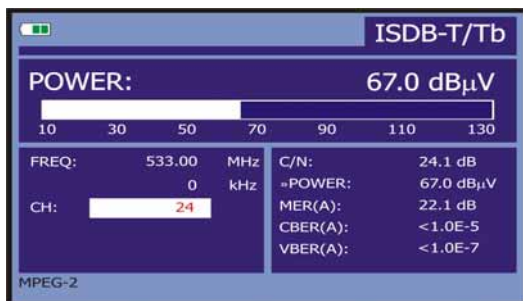 ISDB-T/Tb
POWER: 67.0 dBµV
10 30 50 70 90 110 130
FREQ: 533.00 MHz
0 kHz
CH: 24
C/N: 24.1 dB
»POWER: 67.0 dBµV
MER(A): 22.1 dB
CBER(A): <1.0E-5
VBER(A): <1.0E-7
MPEG-2